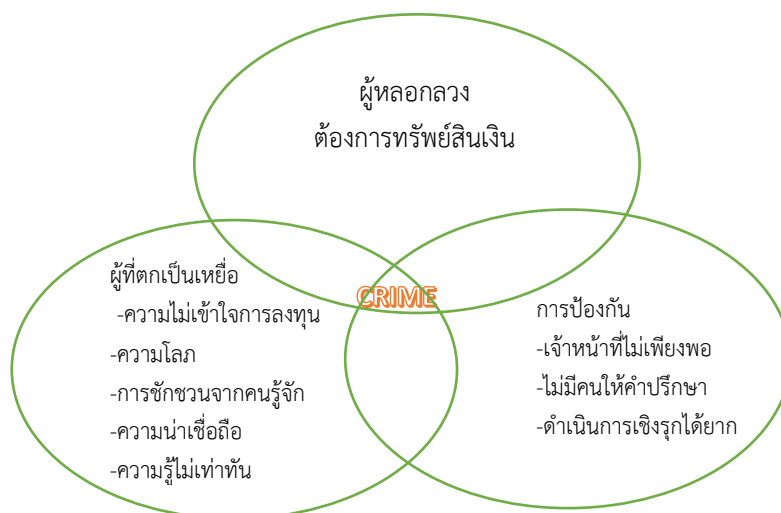 ผู้หลอกลวง
ต้องการทรัพย์สินเงิน
ผู้ที่ตกเป็นเหยื่อ
-ความไม่เข้าใจการลงทุน
-ความโลภ
-การชักชวนจากคนรู้จัก
-ความน่าเชื่อถือ
-ความรู้ไม่เท่าทัน
CRIME
การป้องกัน
-เจ้าหน้าที่ไม่เพียงพอ
-ไม่มีคนให้คำปรึกษา
-ดำเนินการเชิงรุกได้ยาก